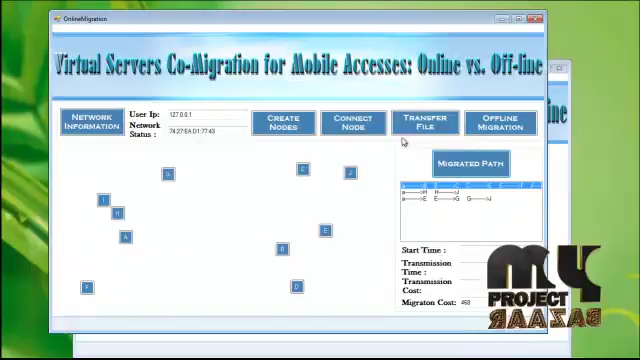 OnlineMigration
Virtual Servers Co-Migration for Mobile Accesses: Online vs. Off-line
ine
NETWORK INFORMATION
User Ip: 127.0.0.1
Network Status : 74:27:EA:D1:77:43
CREATE NODES
CONNECT NODE
TRANSFER FILE
OFFLINE MIGRATION
MIGRATED PATH
a--->H H--->J
a--->E E--->G G--->J
G
C
J
I
H
A
E
B
F
D
Start Time :
Transmission Time :
Transmission Cost:
Migraton Cost 468
MY
PROJECT
BAZAAR